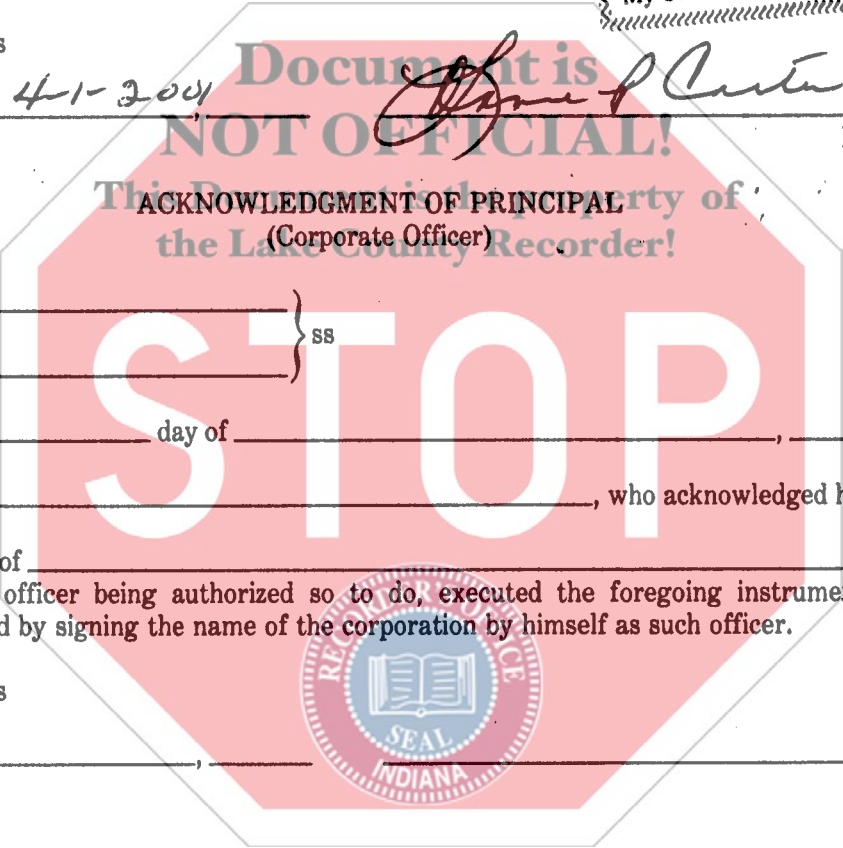 s
4-1-2001
P Carter
Document is
NOT OFFICIAL!
This Document is the property of
the Lake County Recorder!
ACKNOWLEDGMENT OF PRINCIPAL
(Corporate Officer)
} ss
STOP
day of ,
, who acknowledged h
of
officer being authorized so to do, executed the foregoing instrume
d by signing the name of the corporation by himself as such officer.
RECORDER'S OFFICE
SEAL
INDIANA
s
,